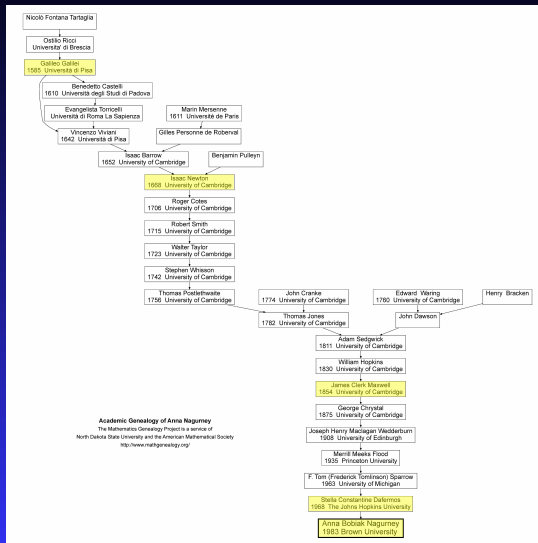 Nicolò Fontana Tartaglia
Ostilio Ricci
Universita' di Brescia
Galileo Galilei
1585 Università di Pisa
Benedetto Castelli
1610 Università degli Studi di Padova
Evangelista Torricelli
Università di Roma La Sapienza
Marin Mersenne
1611 Université de Paris
Vincenzo Viviani
1642 Università di Pisa
Gilles Personne de Roberval
Isaac Barrow
1652 University of Cambridge
Benjamin Pulleyn
Isaac Newton
1668 University of Cambridge
Roger Cotes
1706 University of Cambridge
Robert Smith
1715 University of Cambridge
Walter Taylor
1723 University of Cambridge
Stephen Whisson
1742 University of Cambridge
Thomas Postlethwaite
1756 University of Cambridge
John Cranke
1774 University of Cambridge
Edward Waring
1760 University of Cambridge
Henry Bracken
Thomas Jones
1782 University of Cambridge
John Dawson
Adam Sedgwick
1811 University of Cambridge
William Hopkins
1830 University of Cambridge
James Clerk Maxwell
1854 University of Cambridge
George Chrystal
1875 University of Cambridge
Joseph Henry Maclagan Wedderburn
1908 University of Edinburgh
Merrill Meeks Flood
1935 Princeton University
F. Tom (Frederick Tomlinson) Sparrow
1963 University of Michigan
Stella Constantine Dafermos
1968 The Johns Hopkins University
Anna Bobiak Nagurney
1983 Brown University
Academic Genealogy of Anna Nagurney
The Mathematics Genealogy Project is a service of
North Dakota State University and the American Mathematical Society
http://www.mathgenealogy.org/